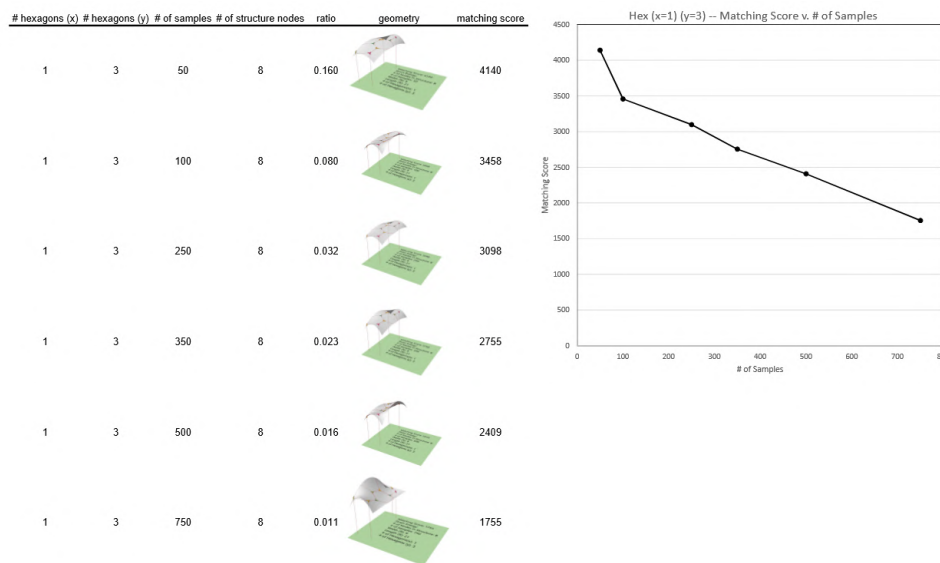 # hexagons (x) # hexagons (y) # of samples # of structure nodes ratio geometry matching score
1 3 50 8 0.160 4140
1 3 100 8 0.080 3458
1 3 250 8 0.032 3098
1 3 350 8 0.023 2755
1 3 500 8 0.016 2409
1 3 750 8 0.011 1755
Hex (x=1) (y=3) -- Matching Score v. # of Samples
4500
4000
3500
3000
2500
2000
1500
1000
500
0
Matching Score
0 100 200 300 400 500 600 700
# of Samples